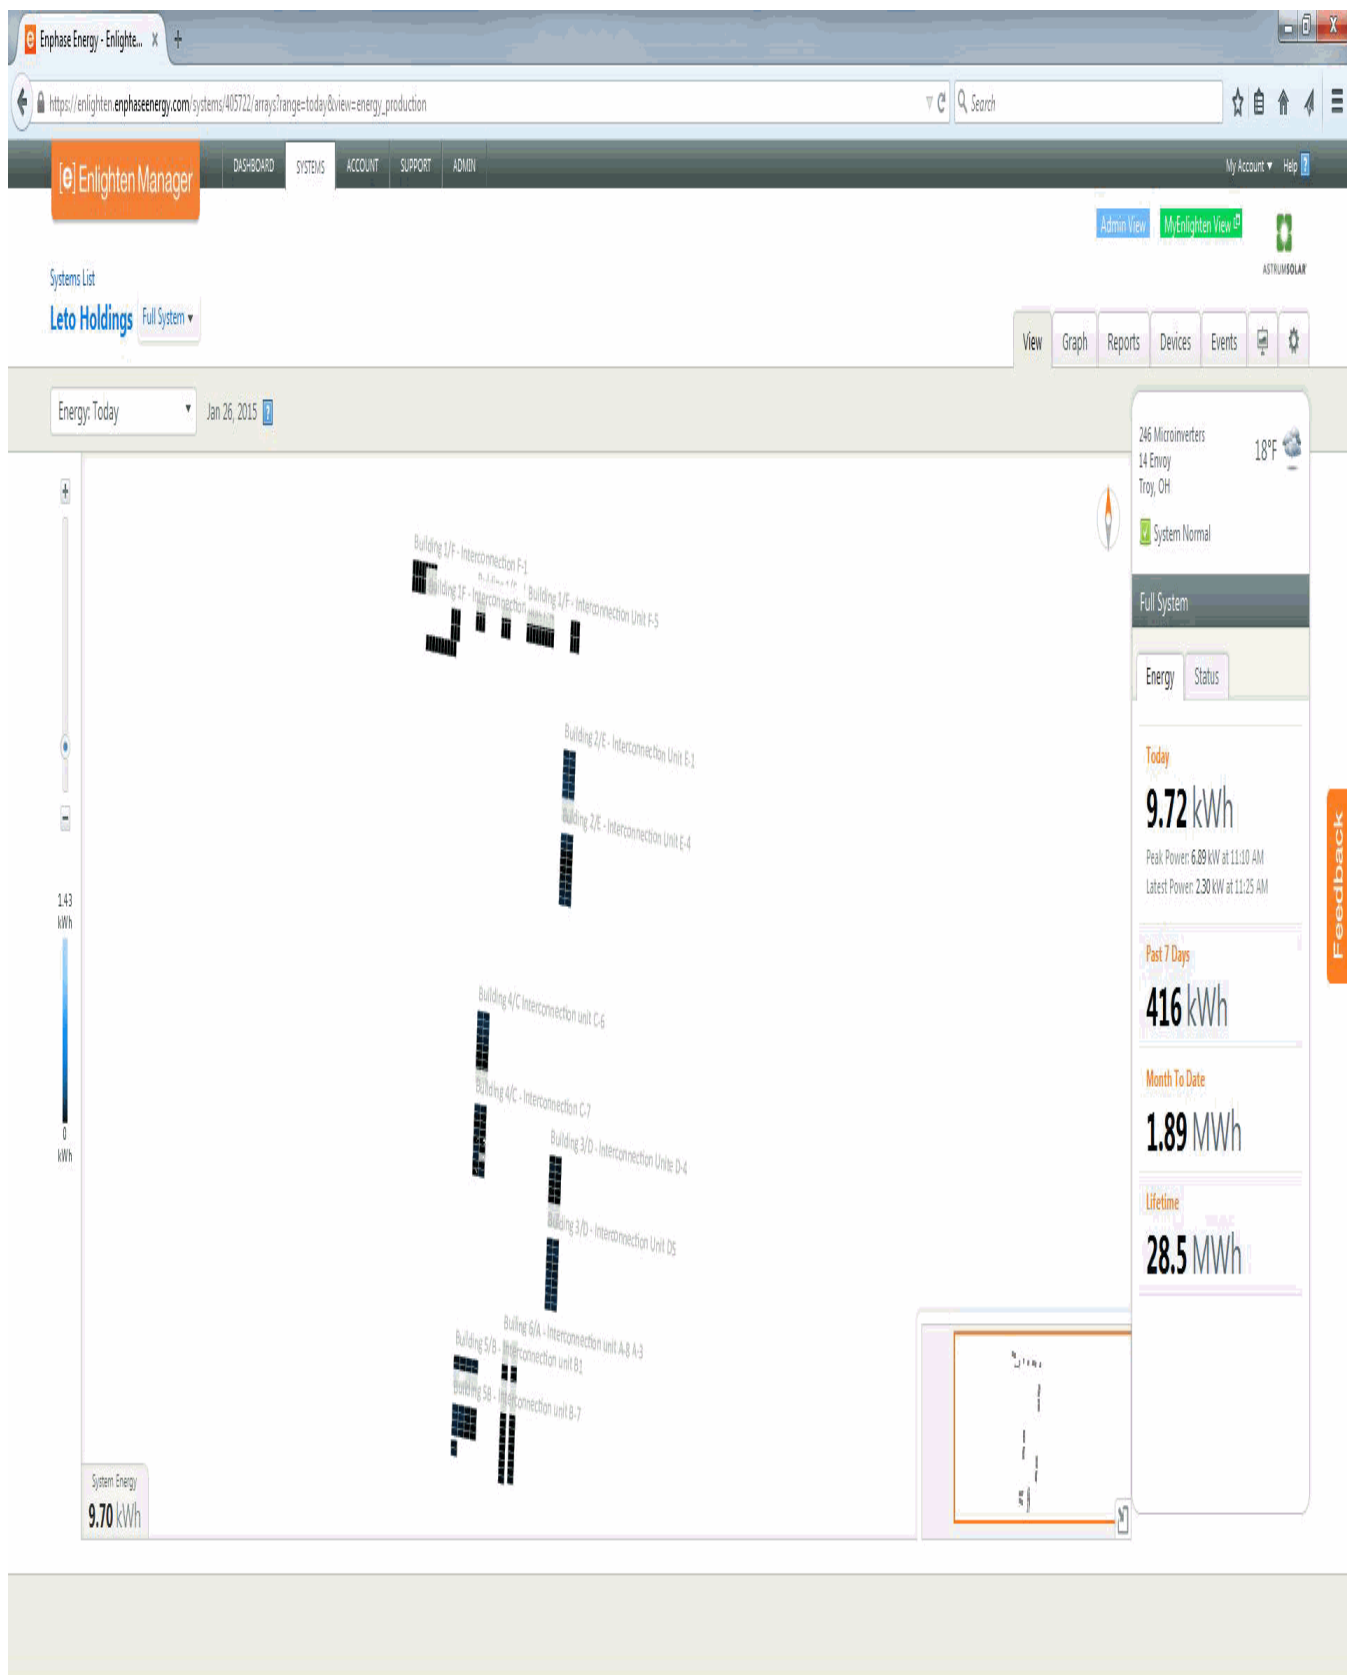 Enphase Energy - Enlighte... x +
https://enlighten.enphaseenergy.com/systems/405722/arrays?range=today&view=energy_production
Search
[e] Enlighten Manager
DASHBOARD SYSTEMS ACCOUNT SUPPORT ADMIN
My Account ▾ Help ?
Admin View MyEnlighten View
ASTRUMSOLAR
Systems List
Leto Holdings Full System ▾
View Graph Reports Devices Events
Energy: Today ▾ Jan 26, 2015 ?
246 Microinverters
14 Envoy
Troy, OH
18°F
System Normal
Full System
Energy Status
Today
9.72 kWh
Peak Power: 6.89 kW at 11:10 AM
Latest Power: 2.30 kW at 11:25 AM
Past 7 Days
416 kWh
Month To Date
1.89 MWh
Lifetime
28.5 MWh
Feedback
+
-
1.43
kWh
0
kWh
Building 1/F - Interconnection F-1
Building 1F - Interconnection
Building 1/F - Interconnection Unit F-5
Building 2/E - Interconnection Unit E-1
Building 2/E - Interconnection Unit E-4
Building 4/C Interconnection unit C-6
Building 4/C - Interconnection C-7
Building 3/D - Interconnection Unite D-4
Building 3/D - Interconnection Unit D5
Builing 6/A - Interconnection unit A-8 A-3
Building 5/B - Interconnection unit B1
Building 5B - Interconnection unit B-7
System Energy
9.70 kWh